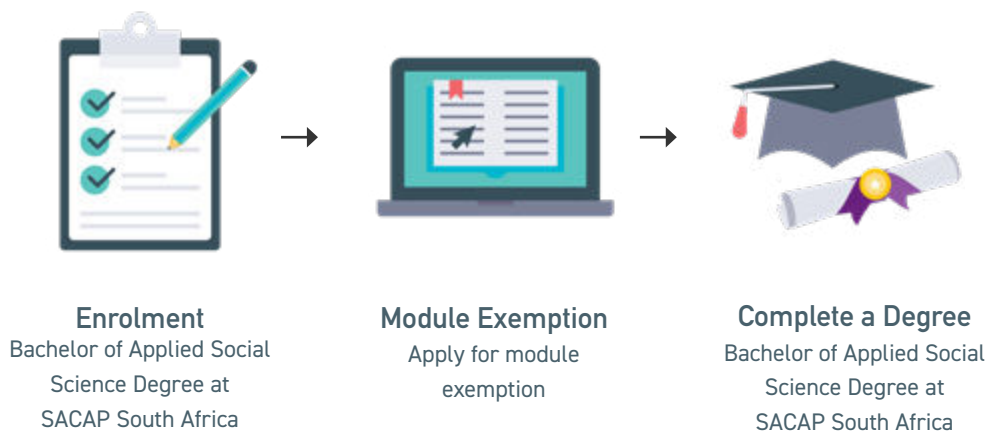 Enrolment
Bachelor of Applied Social
Science Degree at
SACAP South Africa
Module Exemption
Apply for module
exemption
Complete a Degree
Bachelor of Applied Social
Science Degree at
SACAP South Africa